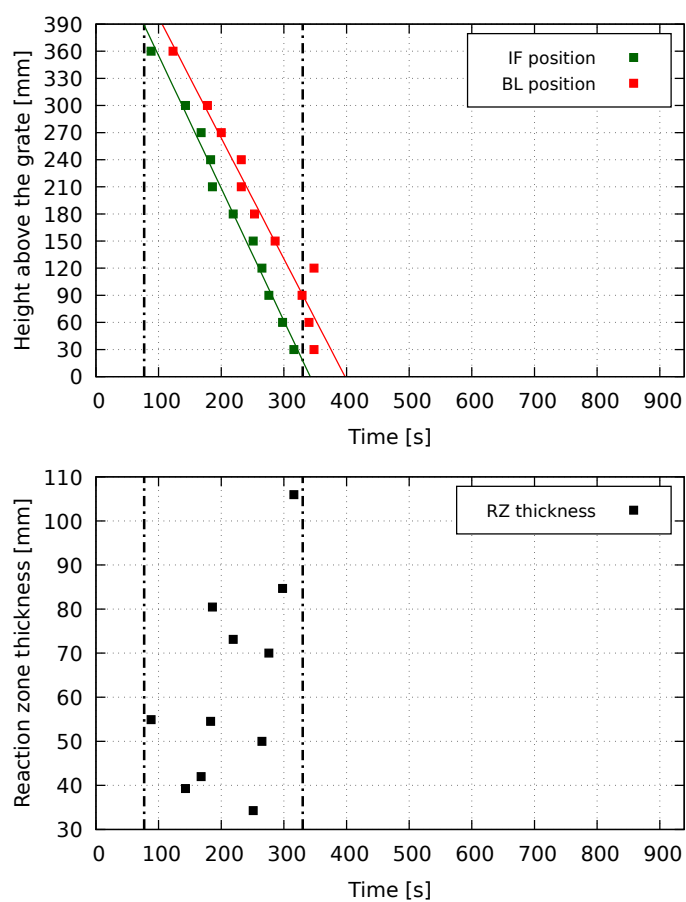 390
360
330
300
270
240
210
180
150
120
90
60
30
0
Height above the grate [mm]
IF position
BL position
0 100 200 300 400 500 600 700 800 900
Time [s]
110
100
90
80
70
60
50
40
30
Reaction zone thickness [mm]
RZ thickness
0 100 200 300 400 500 600 700 800 900
Time [s]